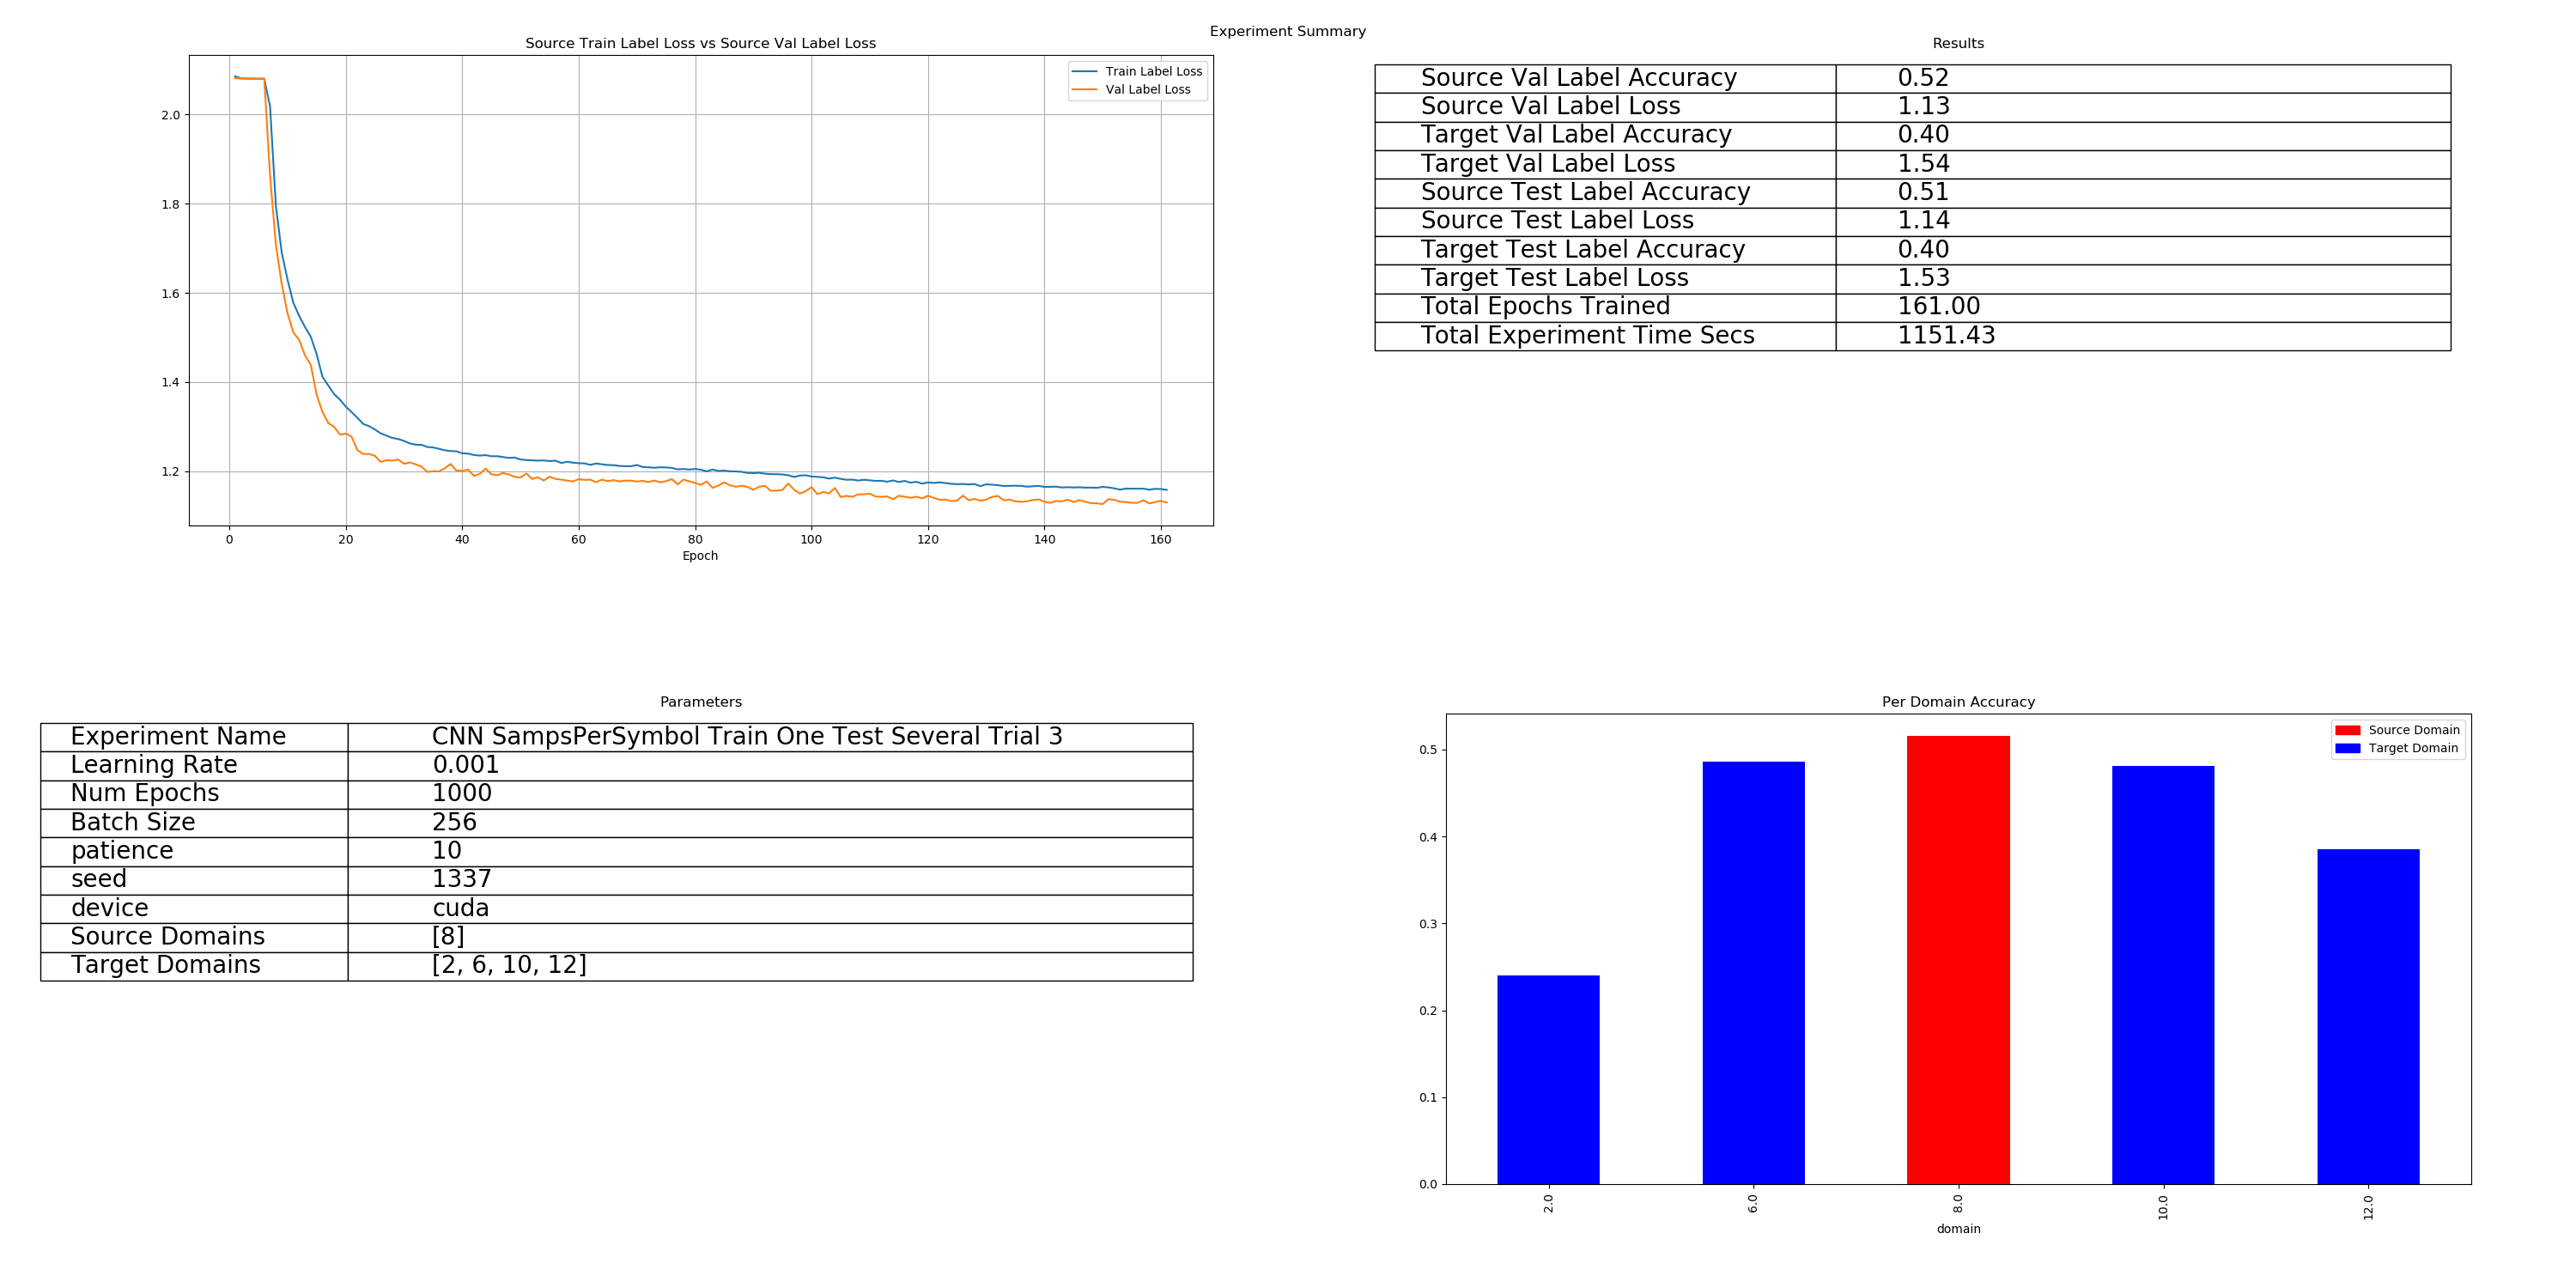 Experiment Summary
Source Train Label Loss vs Source Val Label Loss
Train Label Loss
Val Label Loss
2.0
1.8
1.6
1.4
1.2
0 20 40 60 80 100 120 140 160
Epoch
Results
Source Val Label Accuracy 0.52
Source Val Label Loss 1.13
Target Val Label Accuracy 0.40
Target Val Label Loss 1.54
Source Test Label Accuracy 0.51
Source Test Label Loss 1.14
Target Test Label Accuracy 0.40
Target Test Label Loss 1.53
Total Epochs Trained 161.00
Total Experiment Time Secs 1151.43
Parameters
Experiment Name CNN SampsPerSymbol Train One Test Several Trial 3
Learning Rate 0.001
Num Epochs 1000
Batch Size 256
patience 10
seed 1337
device cuda
Source Domains [8]
Target Domains [2, 6, 10, 12]
Per Domain Accuracy
Source Domain
Target Domain
0.5
0.4
0.3
0.2
0.1
0.0
2.0 6.0 8.0 10.0 12.0
domain